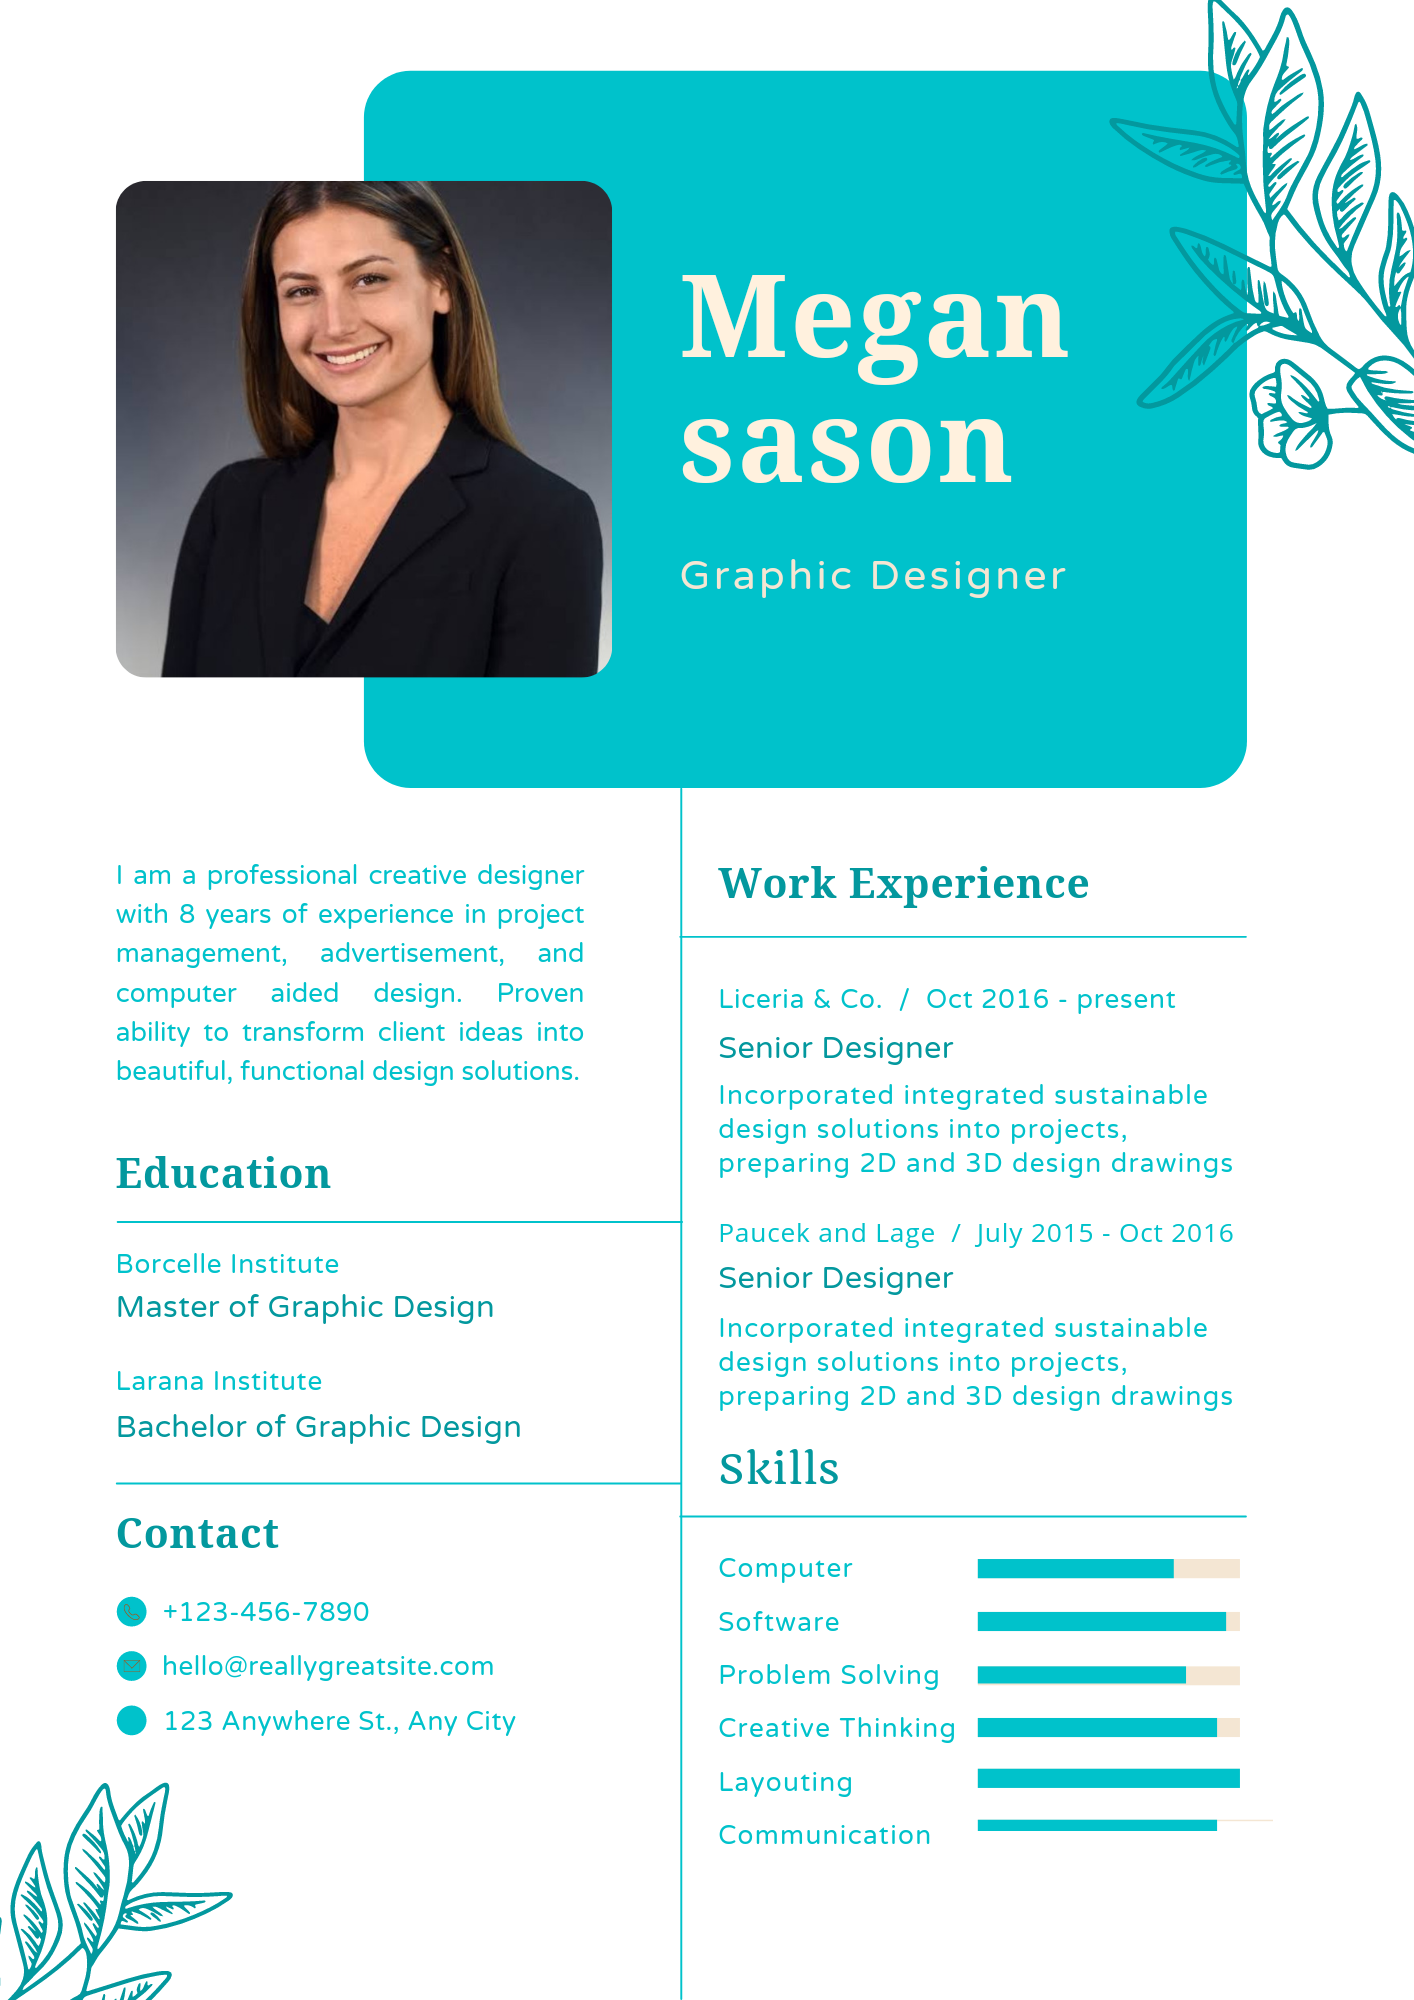 Megan
sason
Graphic Designer
I am a professional creative designer
with 8 years of experience in project
management, advertisement, and
computer aided design. Proven
ability to transform client ideas into
beautiful, functional design solutions.
Education
Borcelle Institute
Master of Graphic Design
Larana Institute
Bachelor of Graphic Design
Contact
+123-456-7890
hello@reallygreatsite.com
123 Anywhere St., Any City
Work Experience
Liceria & Co. / Oct 2016 - present
Senior Designer
Incorporated integrated sustainable
design solutions into projects,
preparing 2D and 3D design drawings
Paucek and Lage / July 2015 - Oct 2016
Senior Designer
Incorporated integrated sustainable
design solutions into projects,
preparing 2D and 3D design drawings
Skills
Computer
Software
Problem Solving
Creative Thinking
Layouting
Communication